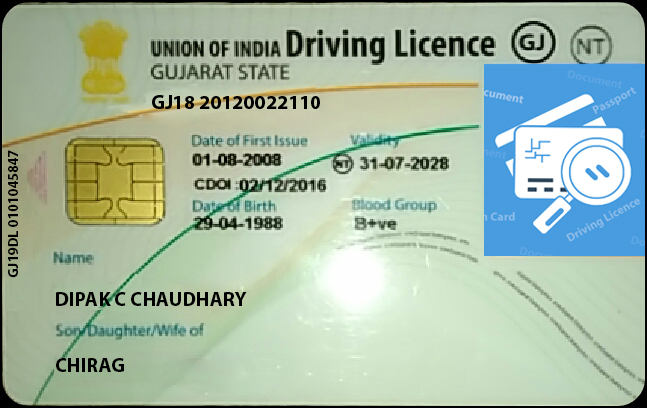 UNION OF INDIA Driving Licence GJ NT
GUJARAT STATE
GJ18 20120022110
Date of First Issue Validity
01-08-2008 NT 31-07-2028
CDOI :02/12/2016
Date of Birth Blood Group
29-04-1988 B+ve
Name
DIPAK C CHAUDHARY
Son/Daughter/Wife of
CHIRAG
GJ19DL 0101045847
Document
Passport
Driving Licence